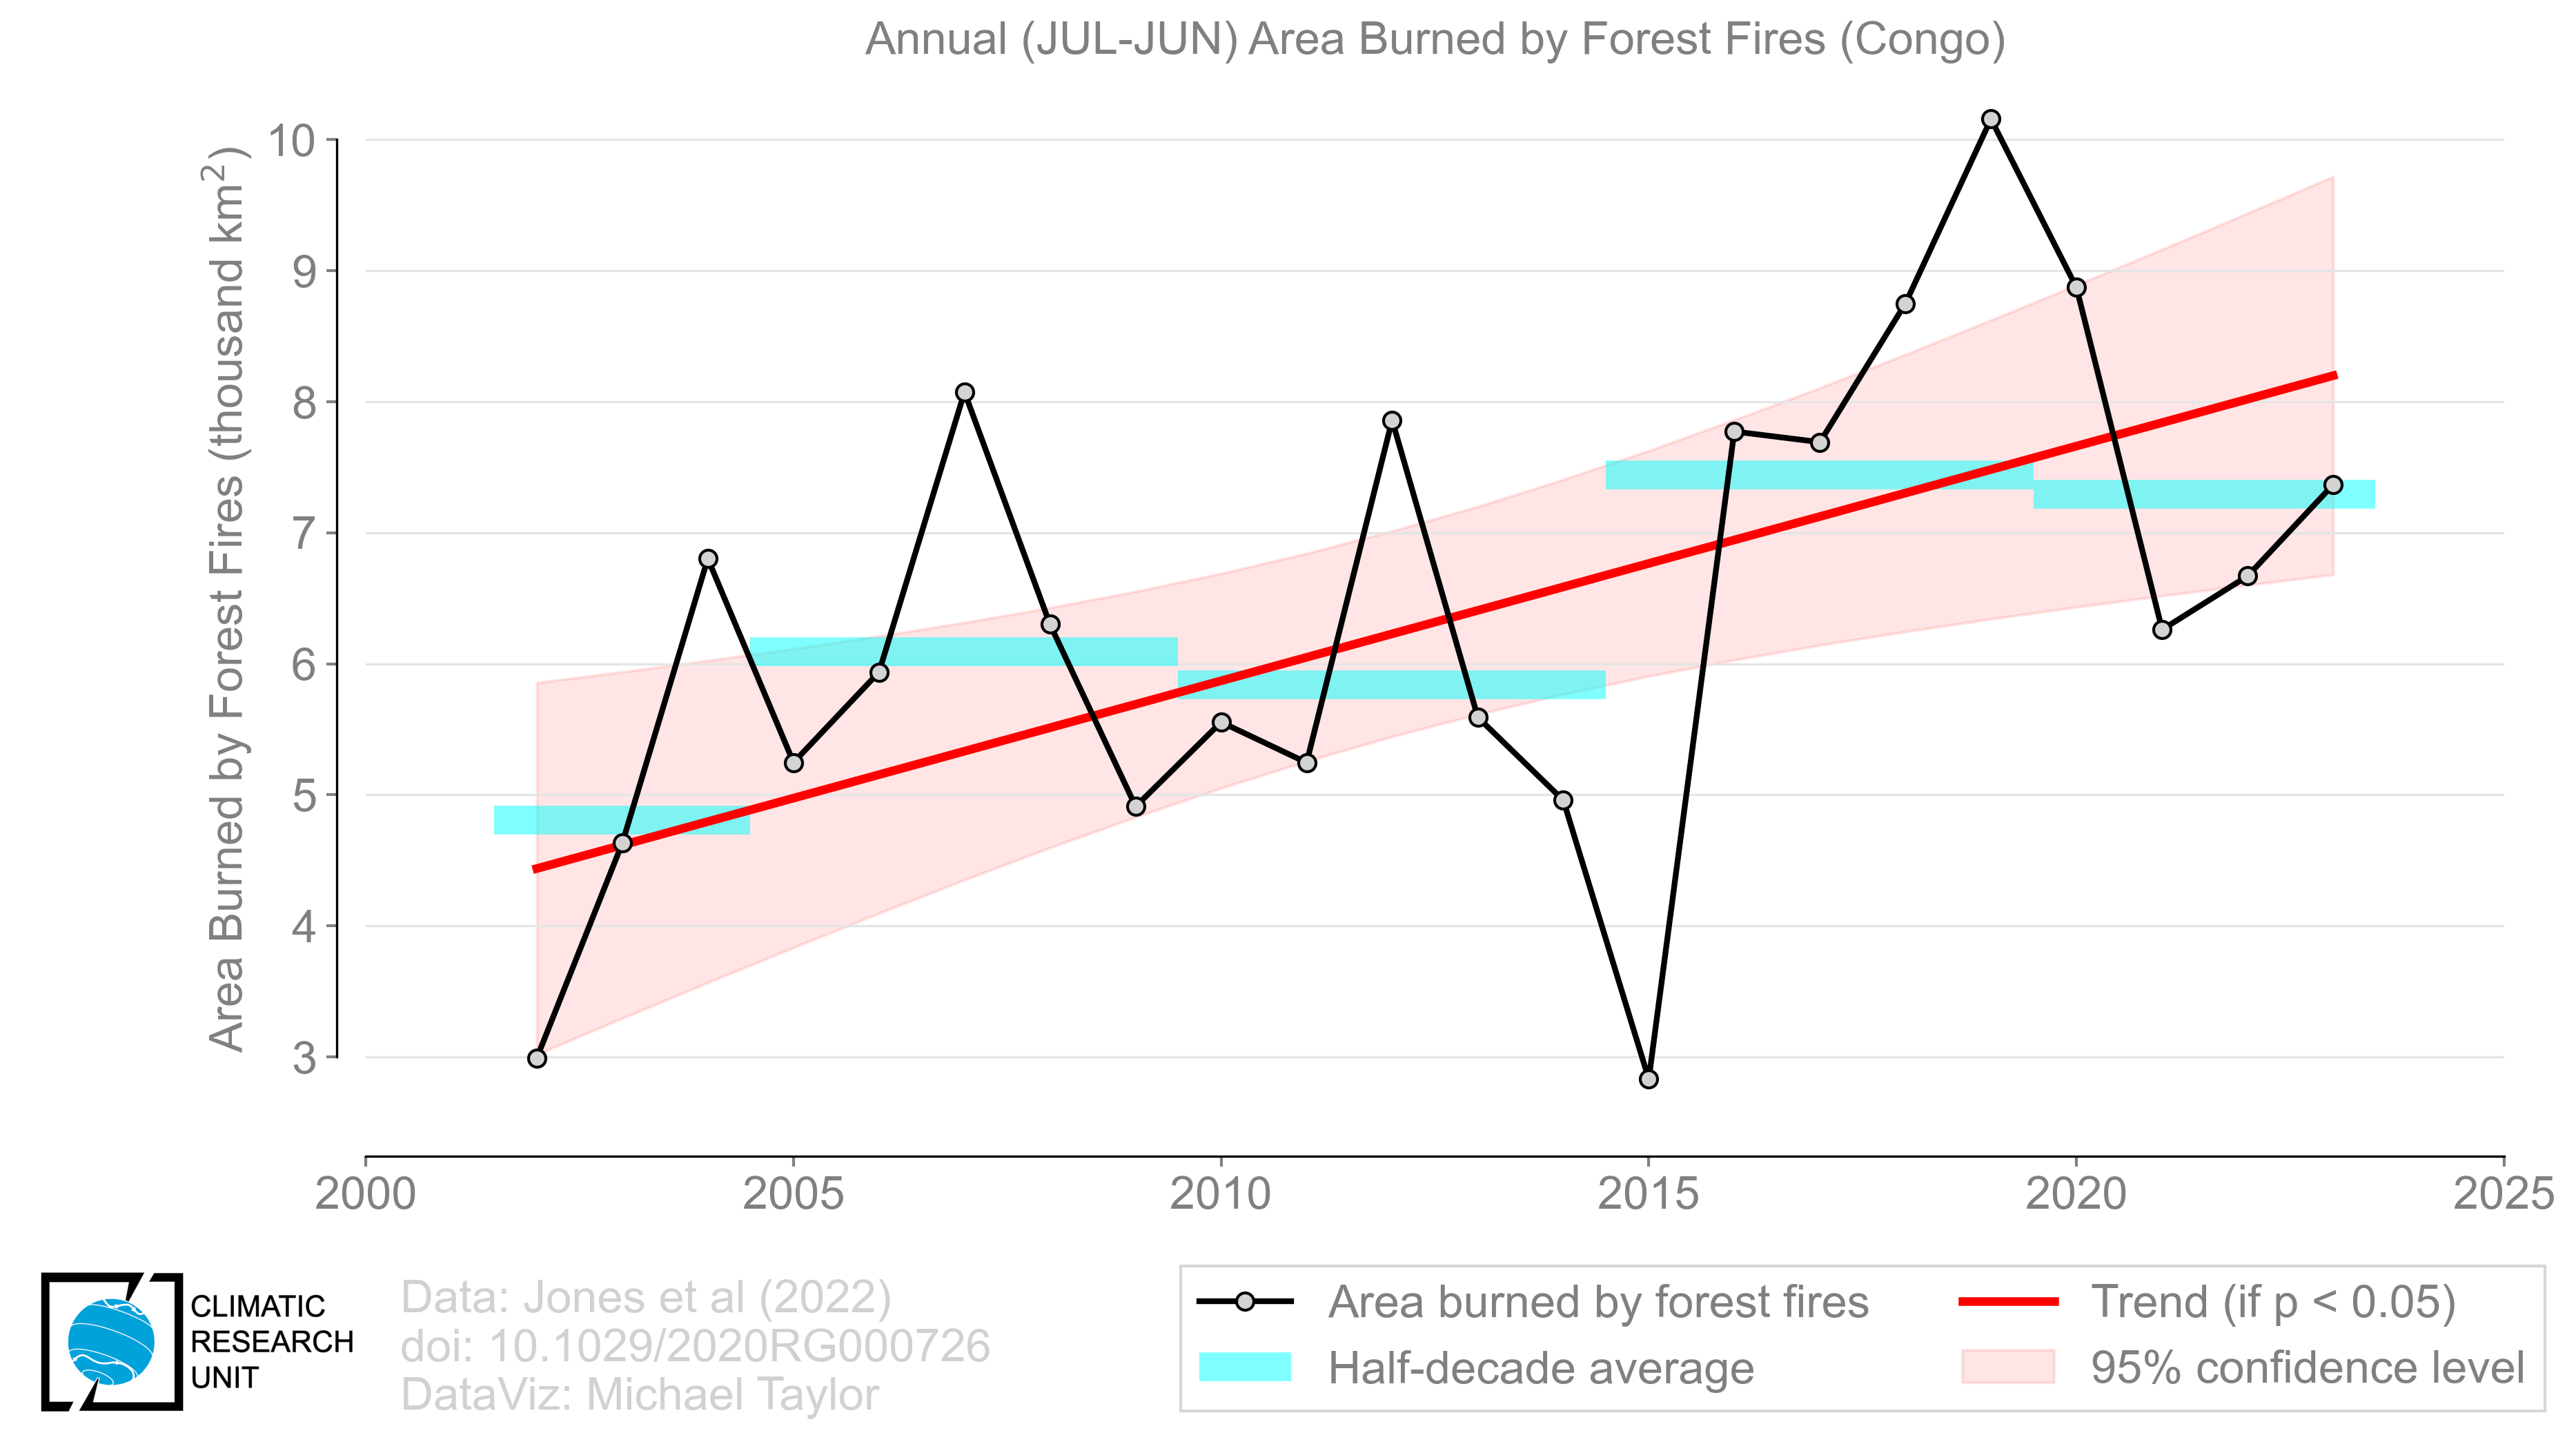 Annual (JUL-JUN) Area Burned by Forest Fires (Congo)
Area Burned by Forest Fires (thousand km²)
10
9
8
7
6
5
4
3
2000
2005
2010
2015
2020
2025
CLIMATIC
RESEARCH
UNIT
Data: Jones et al (2022)
doi: 10.1029/2020RG000726
DataViz: Michael Taylor
Area burned by forest fires
Half-decade average
Trend (if p < 0.05)
95% confidence level